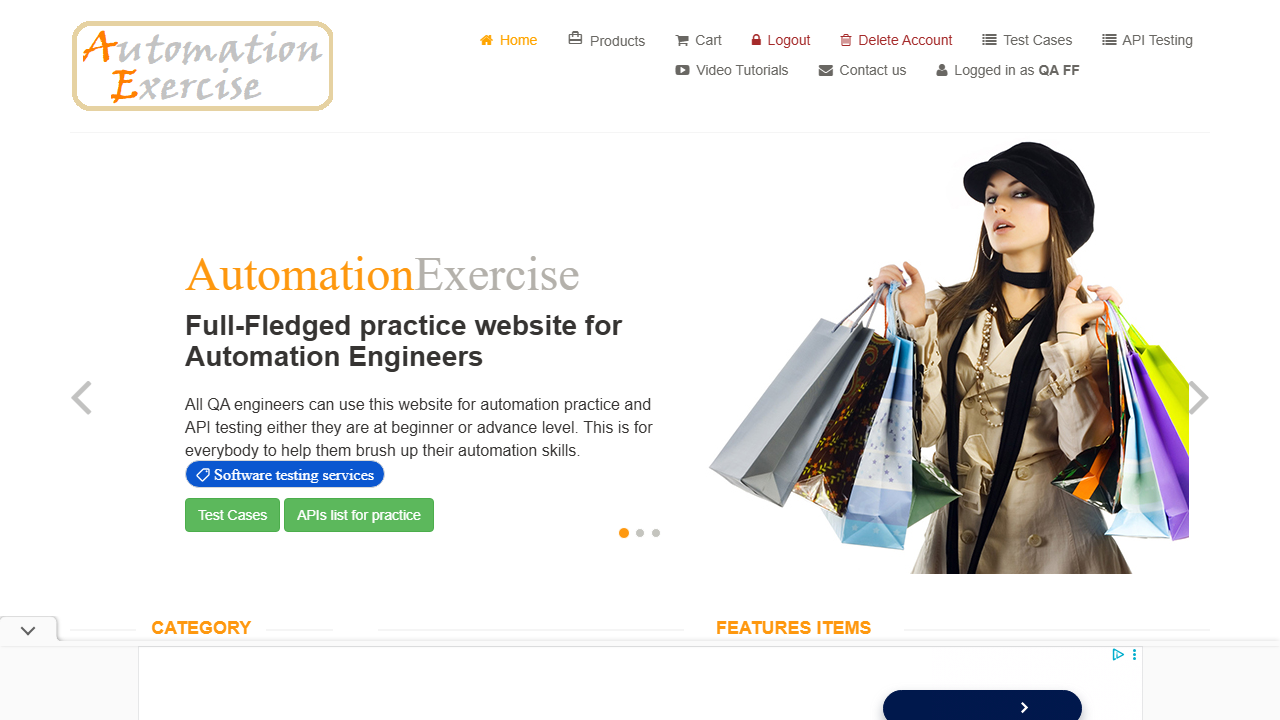 Automation
Exercise
Home
Products
Cart
Logout
Delete Account
Test Cases
API Testing
Video Tutorials
Contact us
Logged in as QA FF
AutomationExercise
Full-Fledged practice website for
Automation Engineers
All QA engineers can use this website for automation practice and
API testing either they are at beginner or advance level. This is for
everybody to help them brush up their automation skills.
Software testing services
Test Cases
APIs list for practice
CATEGORY
FEATURES ITEMS